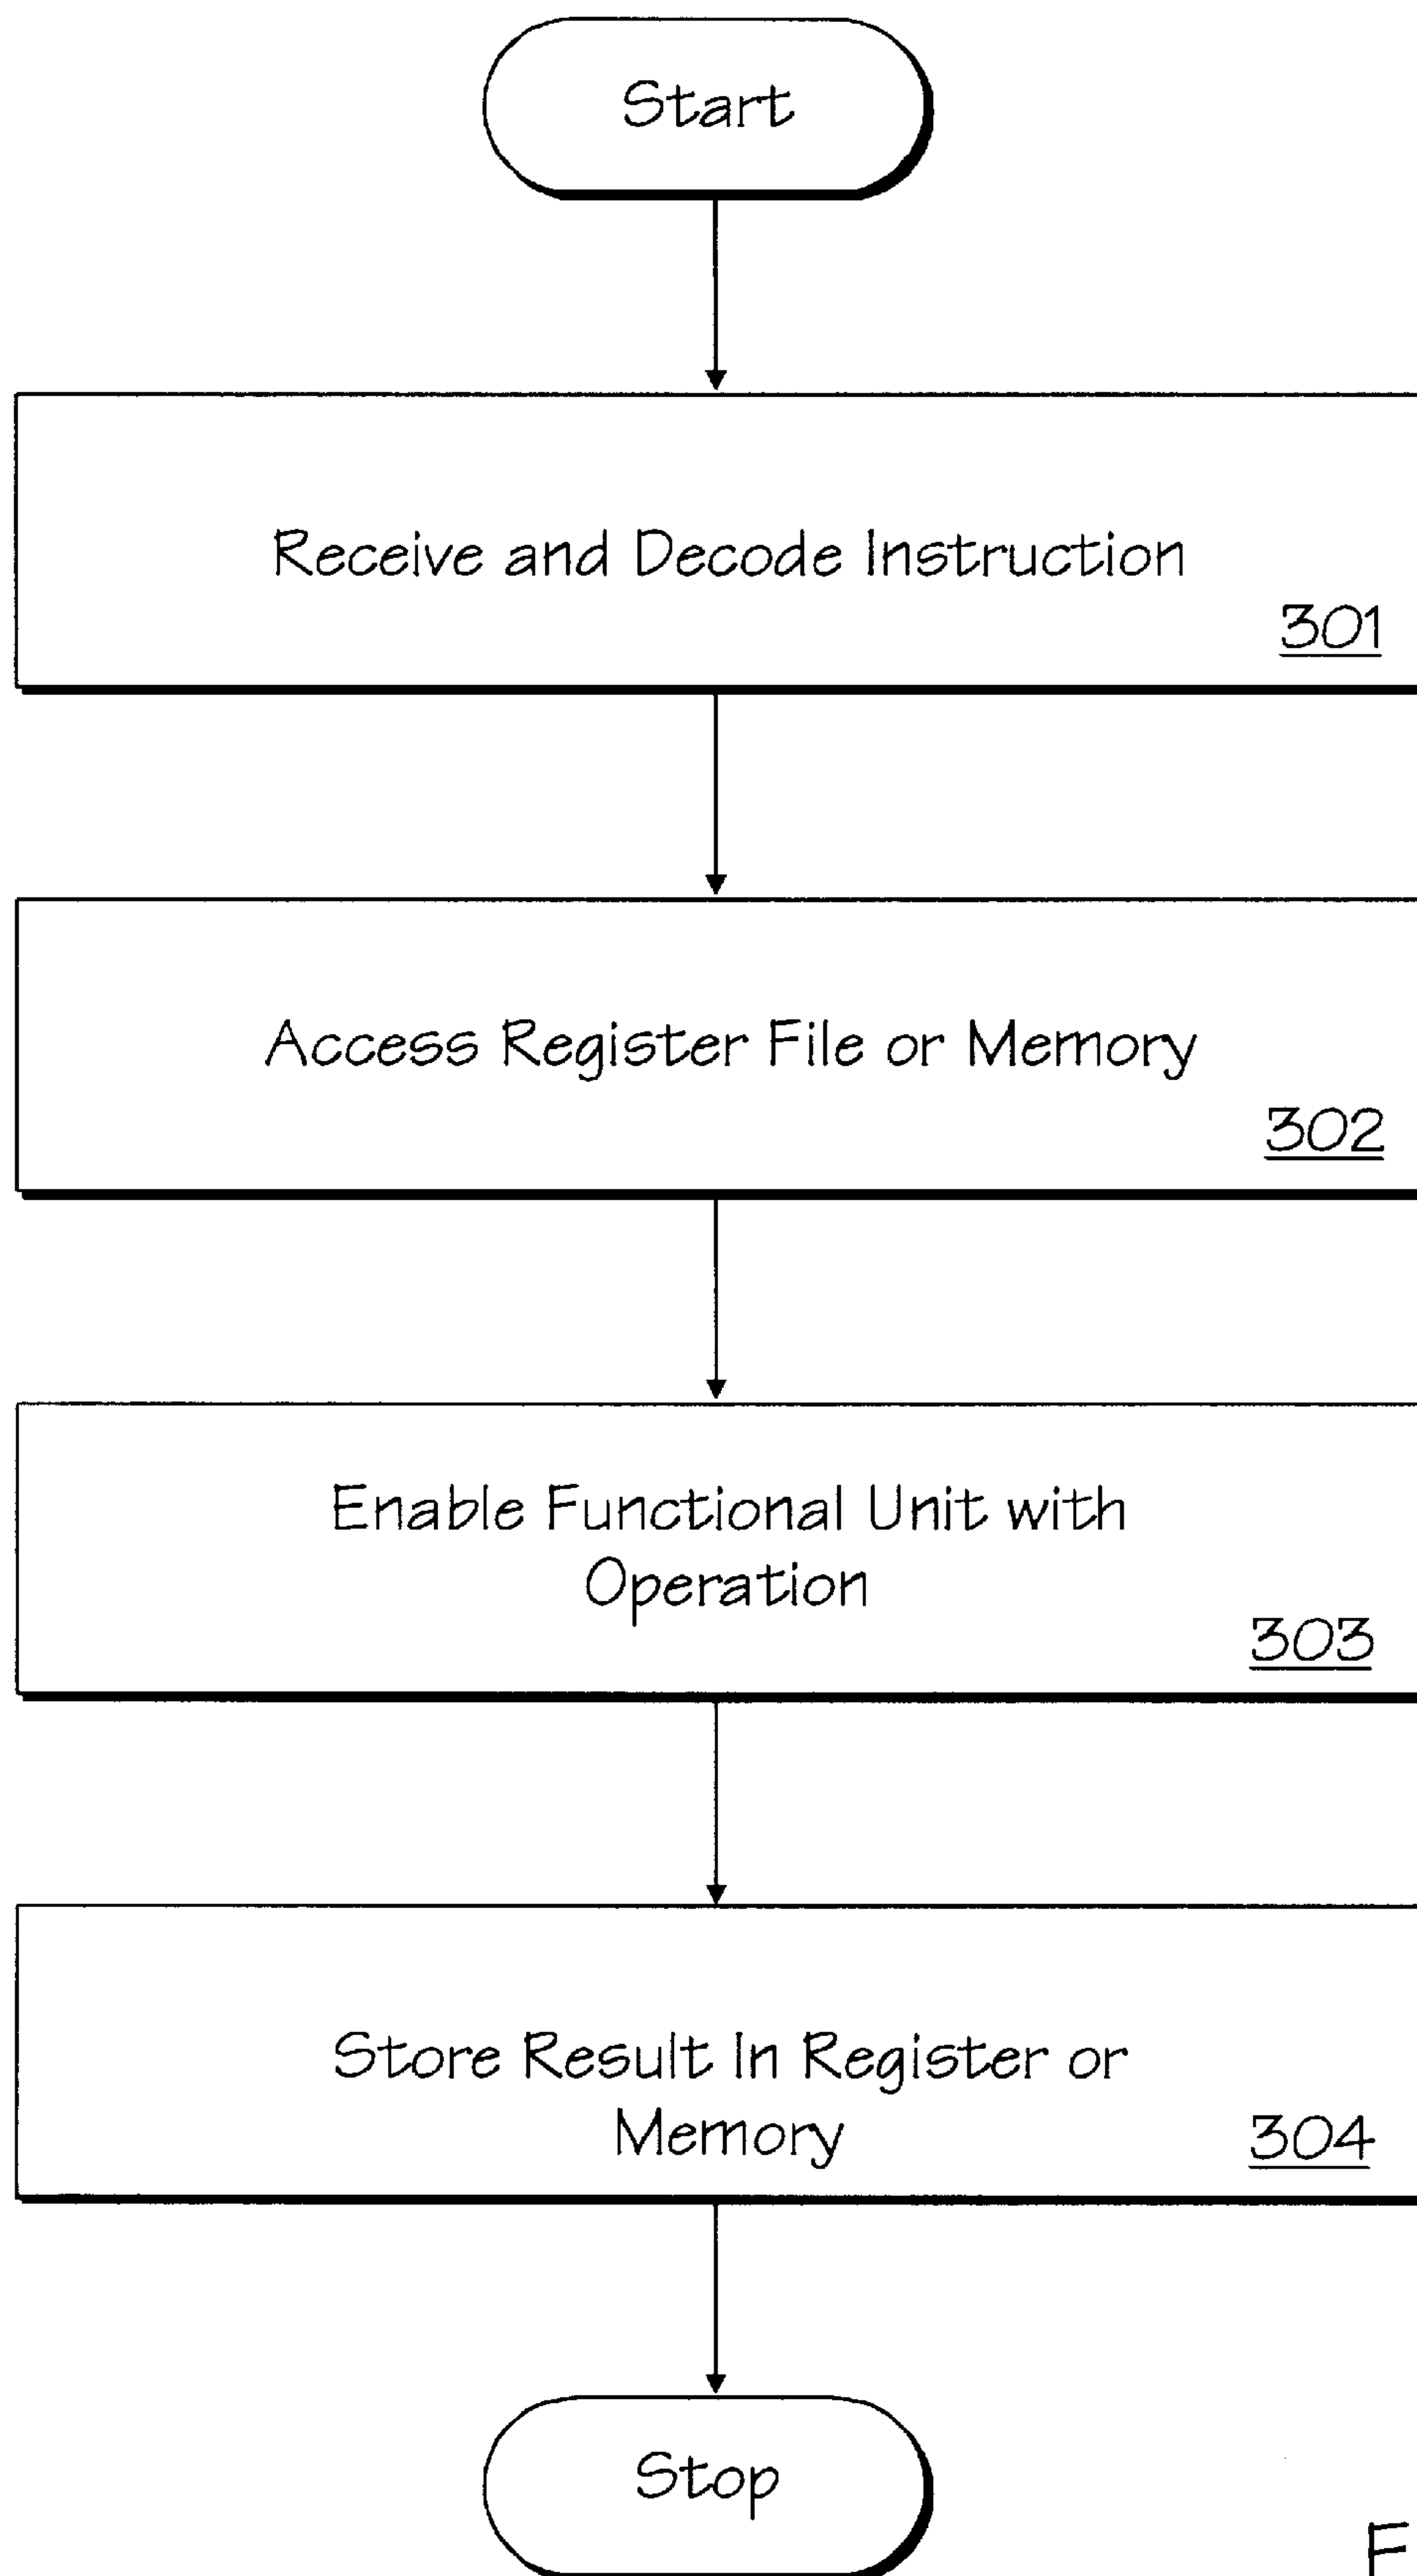 Start
Receive and Decode Instruction
301
Access Register File or Memory
302
Enable Functional Unit with
Operation
303
Store Result In Register or
Memory
304
Stop
F